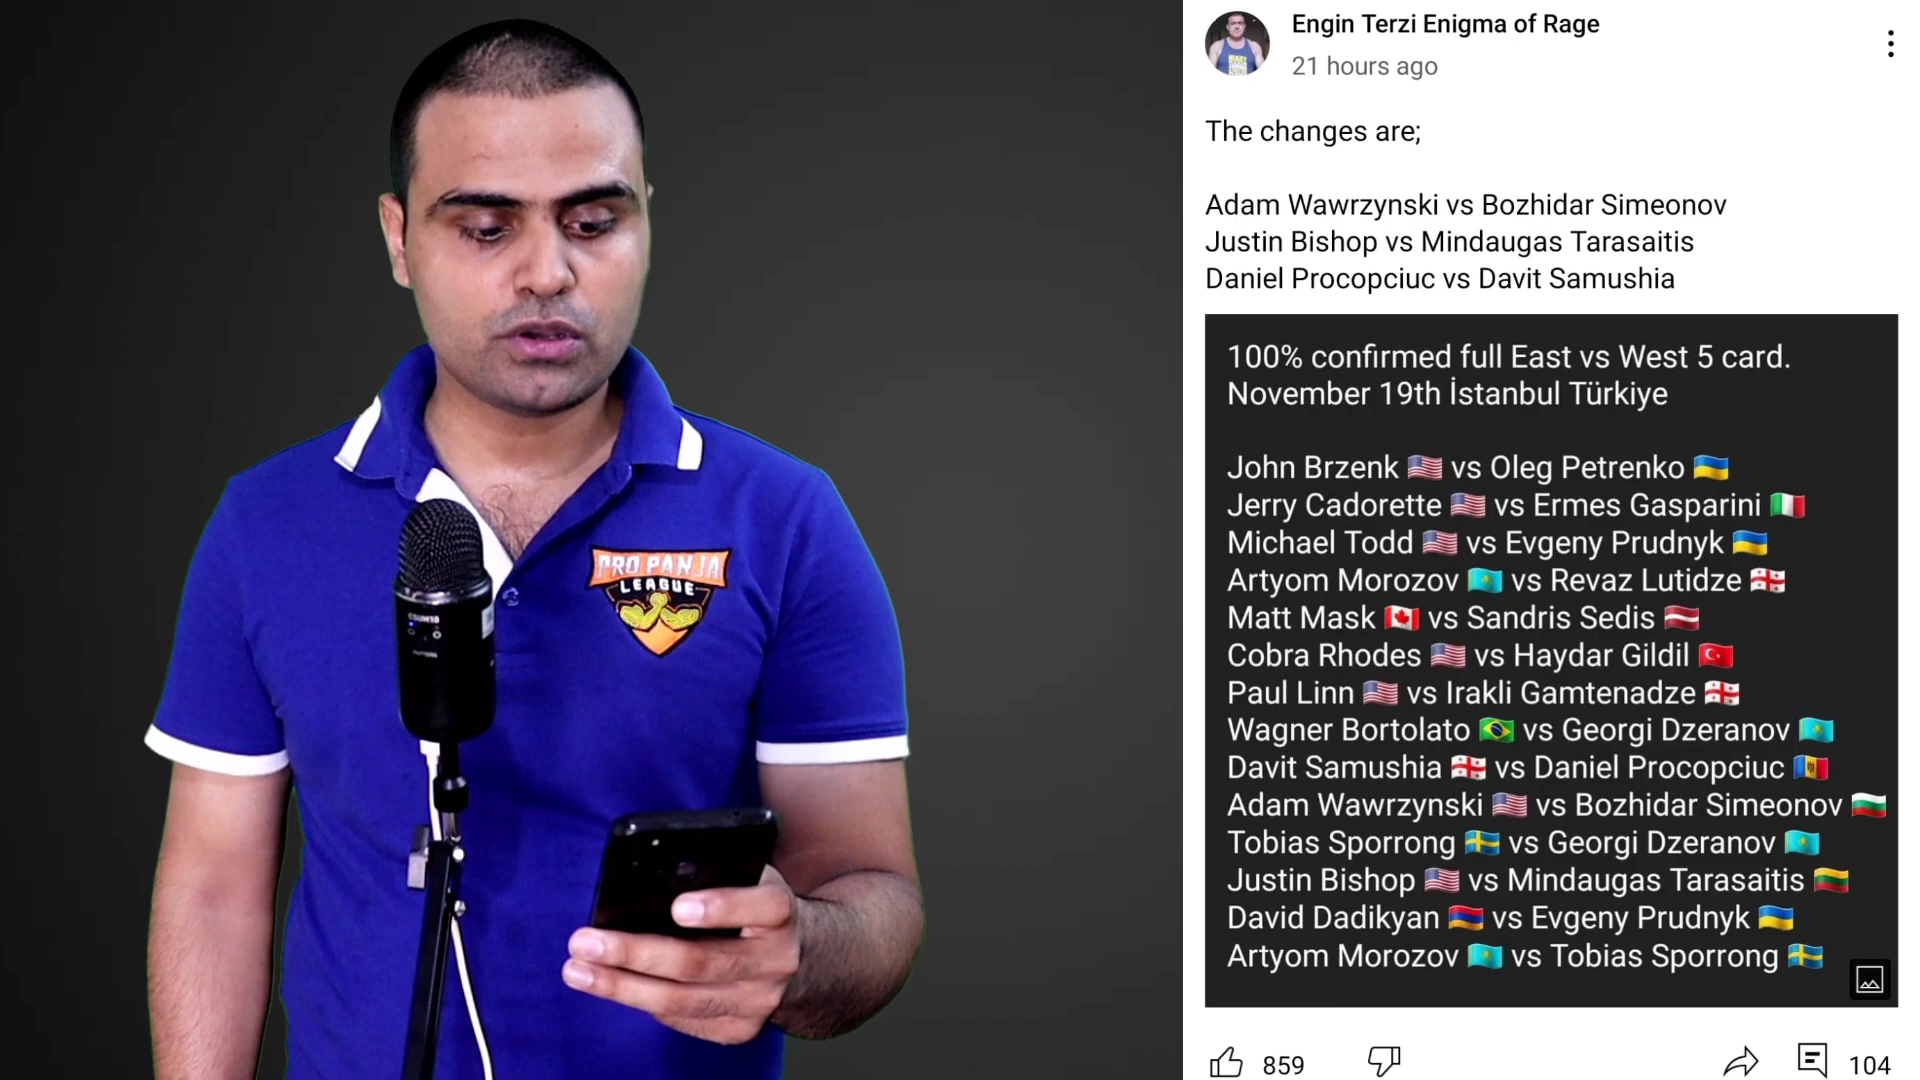 PRO PANJA
LEAGUE
Engin Terzi Enigma of Rage
21 hours ago
The changes are;
Adam Wawrzynski vs Bozhidar Simeonov
Justin Bishop vs Mindaugas Tarasaitis
Daniel Procopciuc vs Davit Samushia
100% confirmed full East vs West 5 card.
November 19th İstanbul Türkiye
John Brzenk 🇺🇸 vs Oleg Petrenko 🇺🇦
Jerry Cadorette 🇺🇸 vs Ermes Gasparini 🇮🇹
Michael Todd 🇺🇸 vs Evgeny Prudnyk 🇺🇦
Artyom Morozov 🇰🇿 vs Revaz Lutidze 🇬🇪
Matt Mask 🇨🇦 vs Sandris Sedis 🇱🇻
Cobra Rhodes 🇺🇸 vs Haydar Gildil 🇹🇷
Paul Linn 🇺🇸 vs Irakli Gamtenadze 🇬🇪
Wagner Bortolato 🇧🇷 vs Georgi Dzeranov 🇰🇿
Davit Samushia 🇬🇪 vs Daniel Procopciuc 🇲🇩
Adam Wawrzynski 🇺🇸 vs Bozhidar Simeonov 🇧🇬
Tobias Sporrong 🇸🇪 vs Georgi Dzeranov 🇰🇿
Justin Bishop 🇺🇸 vs Mindaugas Tarasaitis 🇱🇹
David Dadikyan 🇦🇲 vs Evgeny Prudnyk 🇺🇦
Artyom Morozov 🇰🇿 vs Tobias Sporrong 🇸🇪
859
104